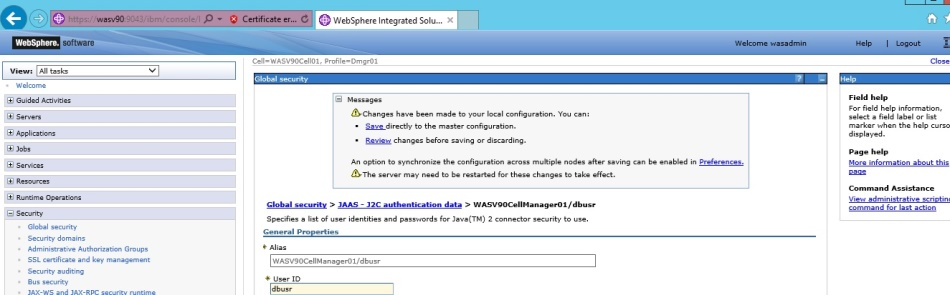 https://wasv90:9043/ibm/console/l
Certificate er...
WebSphere Integrated Solu...
WebSphere. software
Welcome wasadmin
Help | Logout
Cell=WASV90Cell01, Profile=Dmgr01
Close
View: All tasks
Welcome
Guided Activities
Servers
Applications
Jobs
Services
Resources
Runtime Operations
Security
Global security
Security domains
Administrative Authorization Groups
SSL certificate and key management
Security auditing
Bus security
JAX-WS and JAX-RPC security runtime
Global security
Messages
Changes have been made to your local configuration. You can:
Save directly to the master configuration.
Review changes before saving or discarding.
An option to synchronize the configuration across multiple nodes after saving can be enabled in Preferences.
The server may need to be restarted for these changes to take effect.
Global security > JAAS - J2C authentication data > WASV90CellManager01/dbusr
Specifies a list of user identities and passwords for Java(TM) 2 connector security to use.
General Properties
* Alias
WASV90CellManager01/dbusr
* User ID
dbusr
Help
Field help
For field help information,
select a field label or list
marker when the help curso
displayed.
Page help
More information about this
page
Command Assistance
View administrative scripting
command for last action